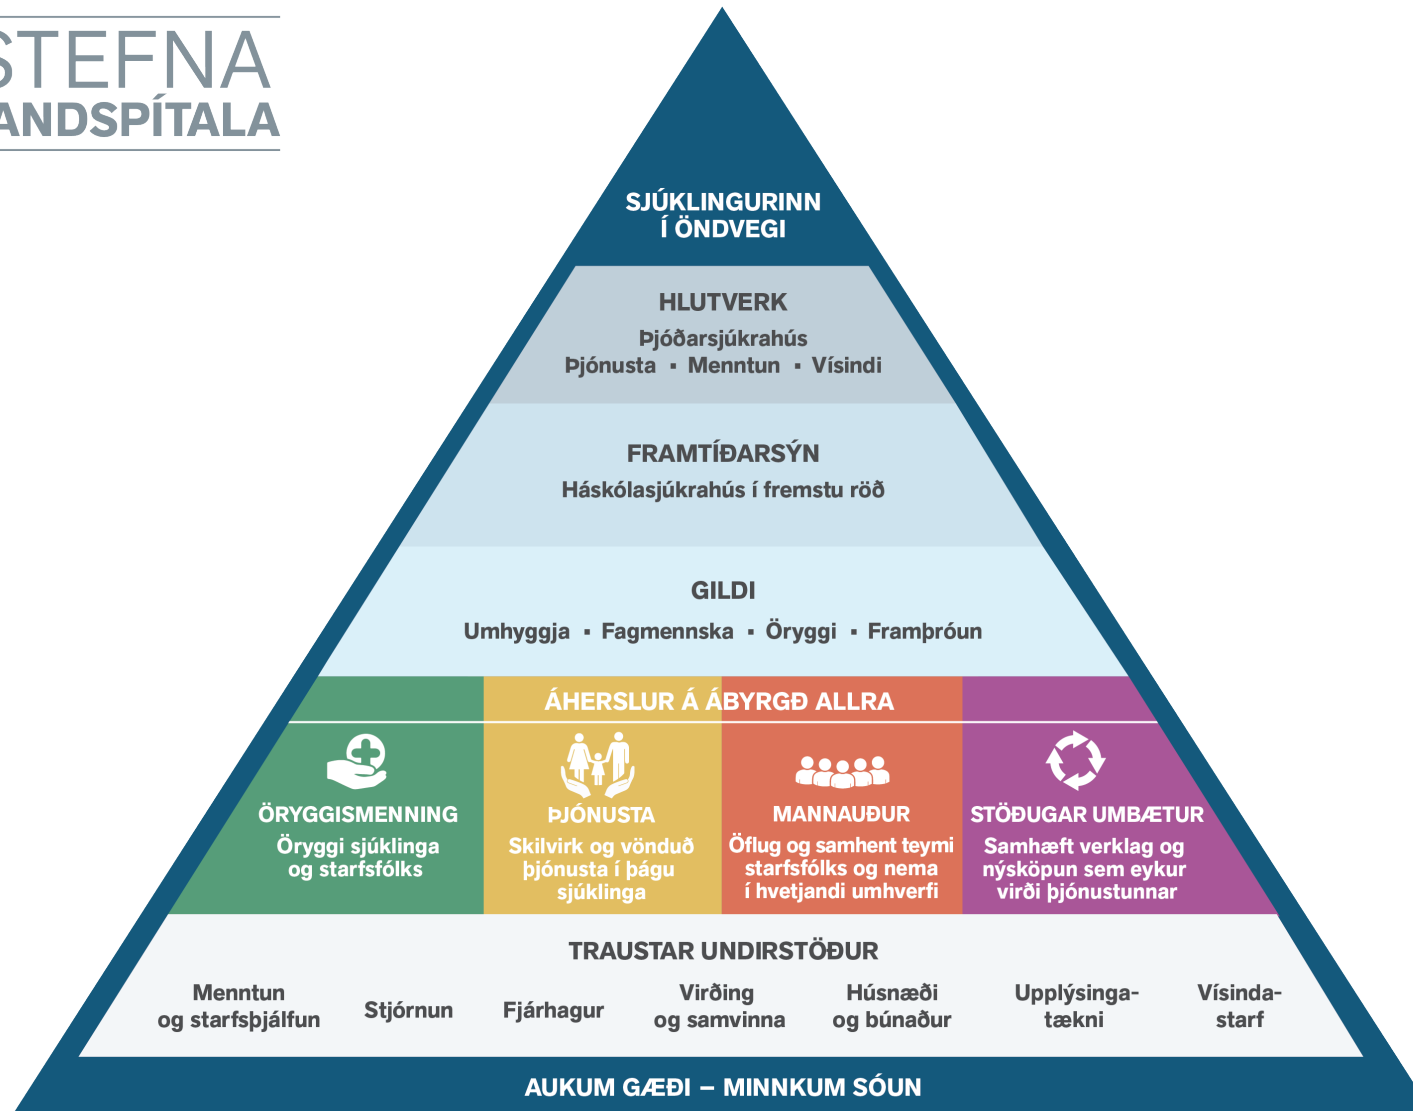 STEFNA
ANDSPÍTALA
SJÚKLINGURINN
Í ÖNDVEGI
HLUTVERK
Þjóðarsjúkrahús
Þjónusta ▪ Menntun ▪ Vísindi
FRAMTÍÐARSÝN
Háskólasjúkrahús í fremstu röð
GILDI
Umhyggja ▪ Fagmennska ▪ Öryggi ▪ Framþróun
ÁHERSLUR Á ÁBYRGÐ ALLRA
ÖRYGGISMENNING
Öryggi sjúklinga
og starfsfólks
ÞJÓNUSTA
Skilvirk og vönduð
þjónusta í þágu
sjúklinga
MANNAUÐUR
Öflug og samhent teymi
starfsfólks og nema
í hvetjandi umhverfi
STÖÐUGAR UMBÆTUR
Samhæft verklag og
nýsköpun sem eykur
virði þjónustunnar
TRAUSTAR UNDIRSTÖÐUR
Menntun
og starfsþjálfun
Stjórnun
Fjárhagur
Virðing
og samvinna
Húsnæði
og búnaður
Upplýsinga-
tækni
Vísinda-
starf
AUKUM GÆÐI – MINNKUM SÓUN